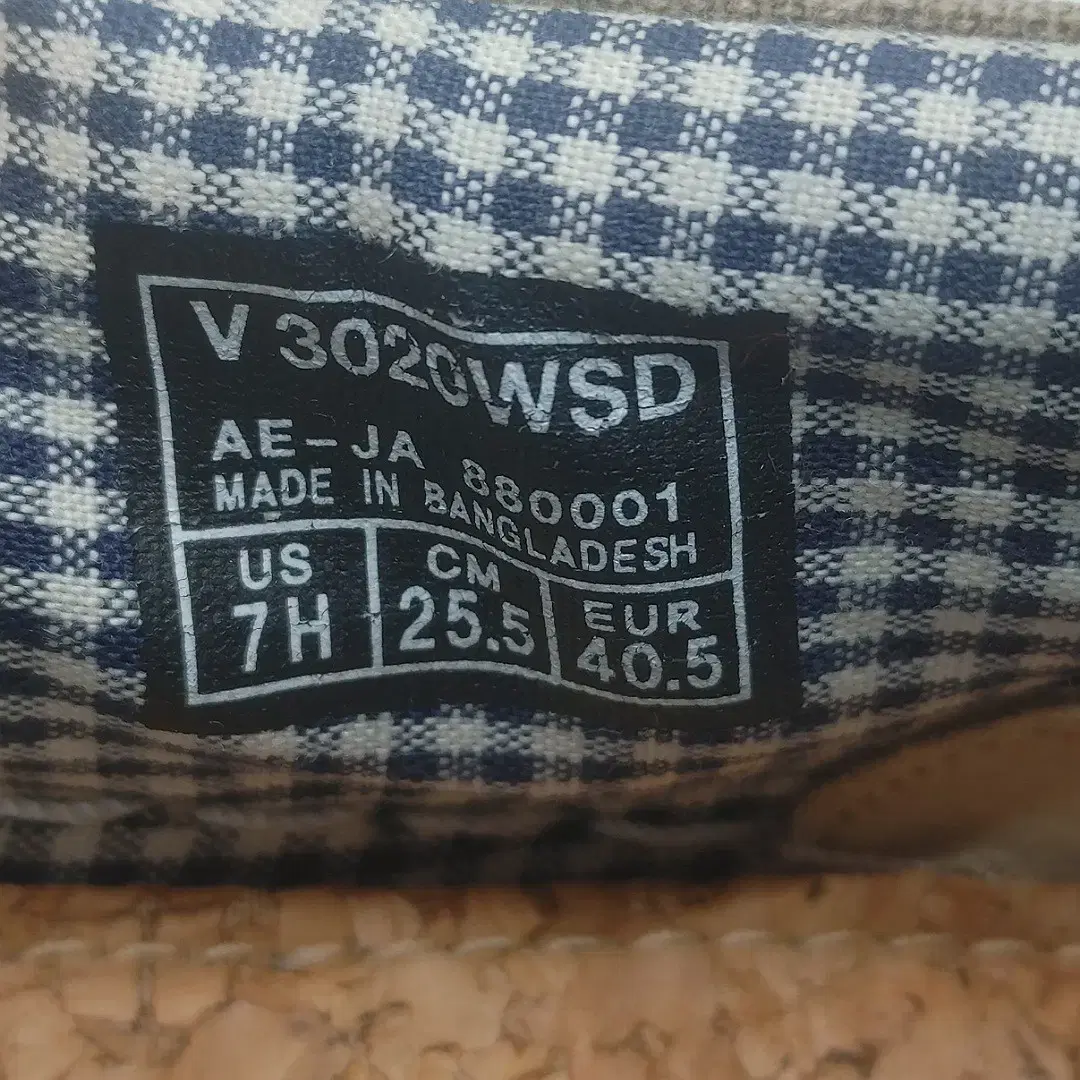 V 3020WSD
AE-JA 880001
MADE IN BANGLADESH
US
7H
CM
25.5
EUR
40.5